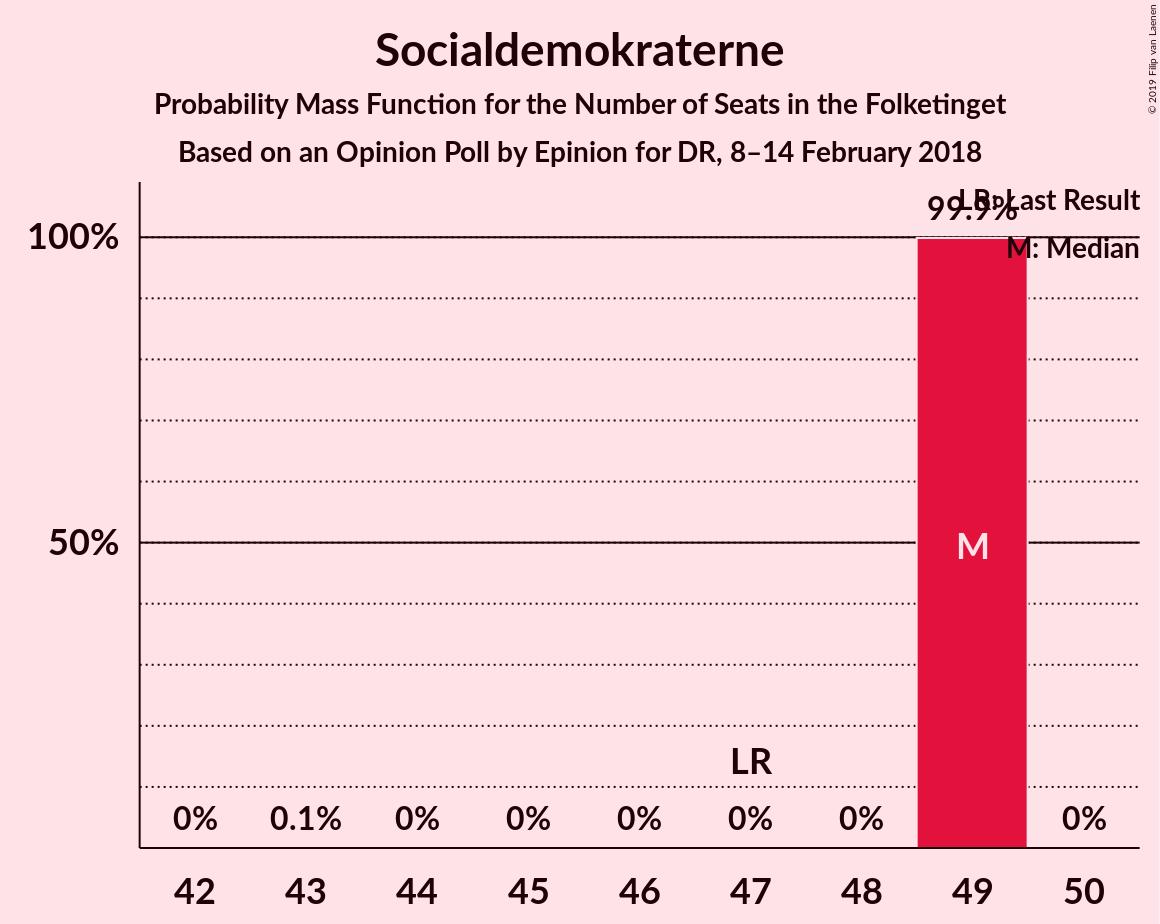 Socialdemokraterne
Probability Mass Function for the Number of Seats in the Folketinget
Based on an Opinion Poll by Epinion for DR, 8–14 February 2018
© 2019 Filip van Laenen
LR: Last Result
M: Median
99.9%
100%
50%
M
LR
0% 0.1% 0% 0% 0% 0% 0% 0%
42 43 44 45 46 47 48 49 50